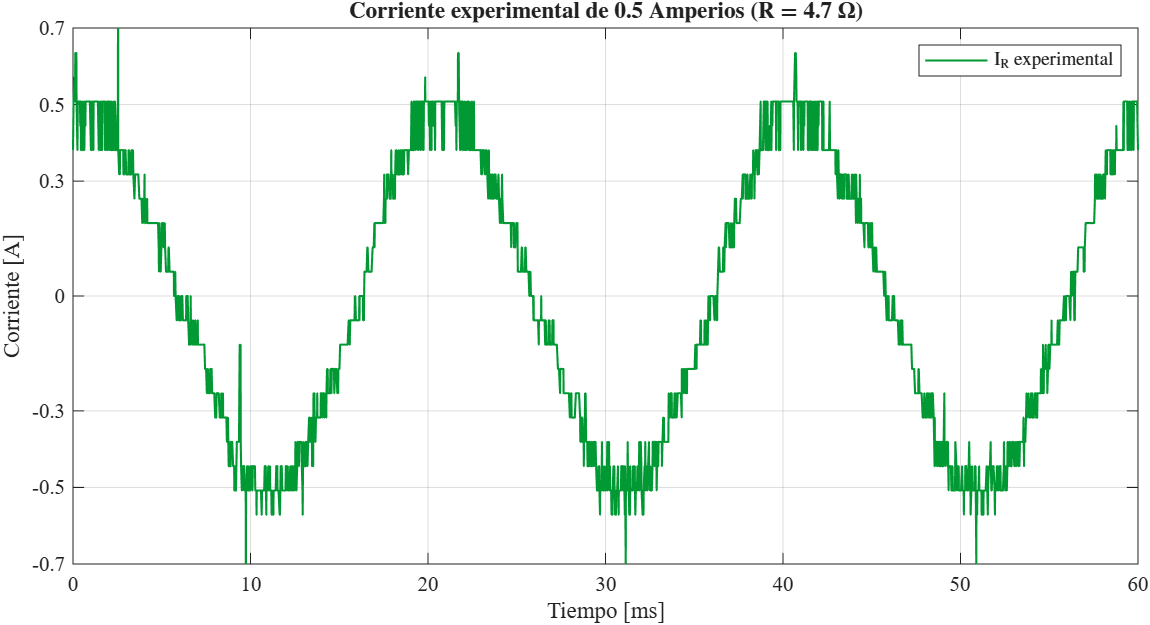 Corriente experimental de 0.5 Amperios (R = 4.7 Ω)
I_R experimental
0.7
0.5
0.3
0
-0.3
-0.5
-0.7
Corriente [A]
0 10 20 30 40 50 60
Tiempo [ms]